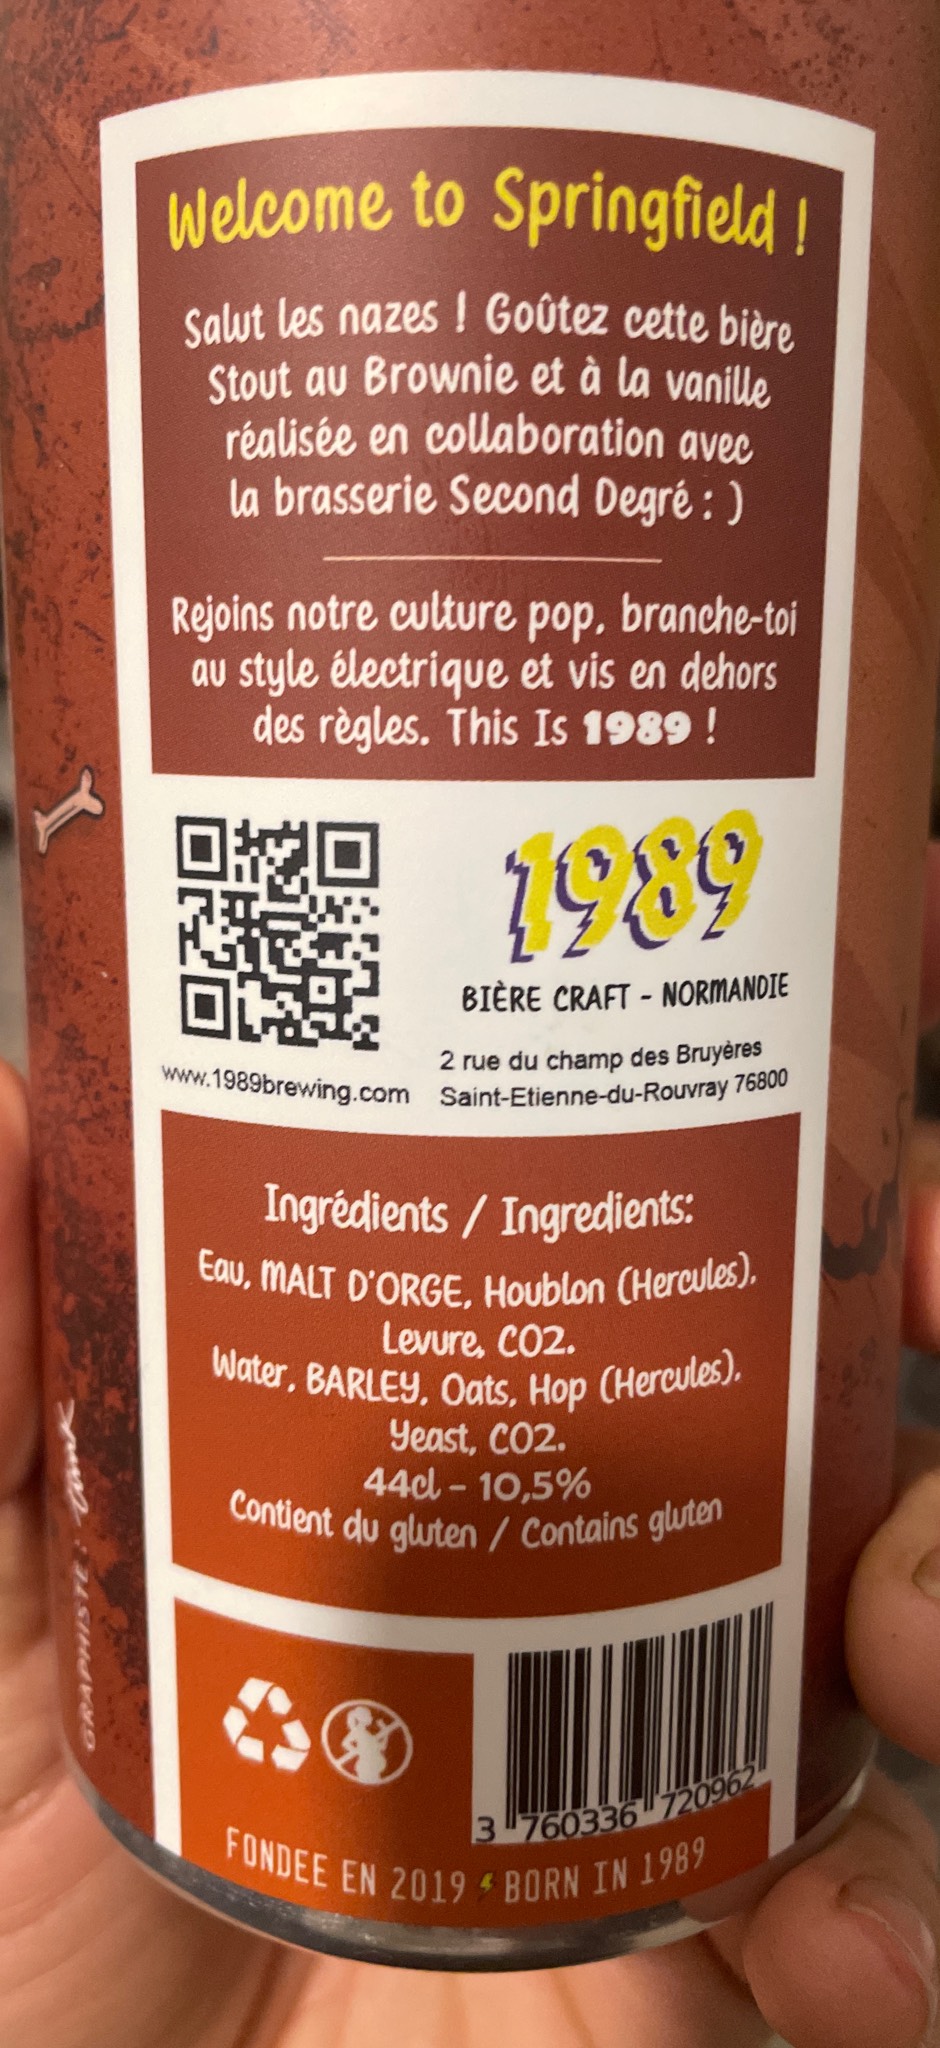 Welcome to Springfield !
Salut les nazes ! Goûtez cette bière
Stout au Brownie et à la vanille
réalisée en collaboration avec
la brasserie Second Degré : )
Rejoins notre culture pop, branche-toi
au style électrique et vis en dehors
des règles. This Is 1989 !
1989
BIÈRE CRAFT - NORMANDIE
www.1989brewing.com
2 rue du champ des Bruyères
Saint-Etienne-du-Rouvray 76800
Ingrédients / Ingredients:
Eau, MALT D'ORGE, Houblon (Hercules),
Levure, CO2.
Water, BARLEY, Oats, Hop (Hercules),
Yeast, CO2.
44cl - 10,5%
Contient du gluten / Contains gluten
GRAPHISTE :
3 760336 720962
FONDEE EN 2019 BORN IN 1989